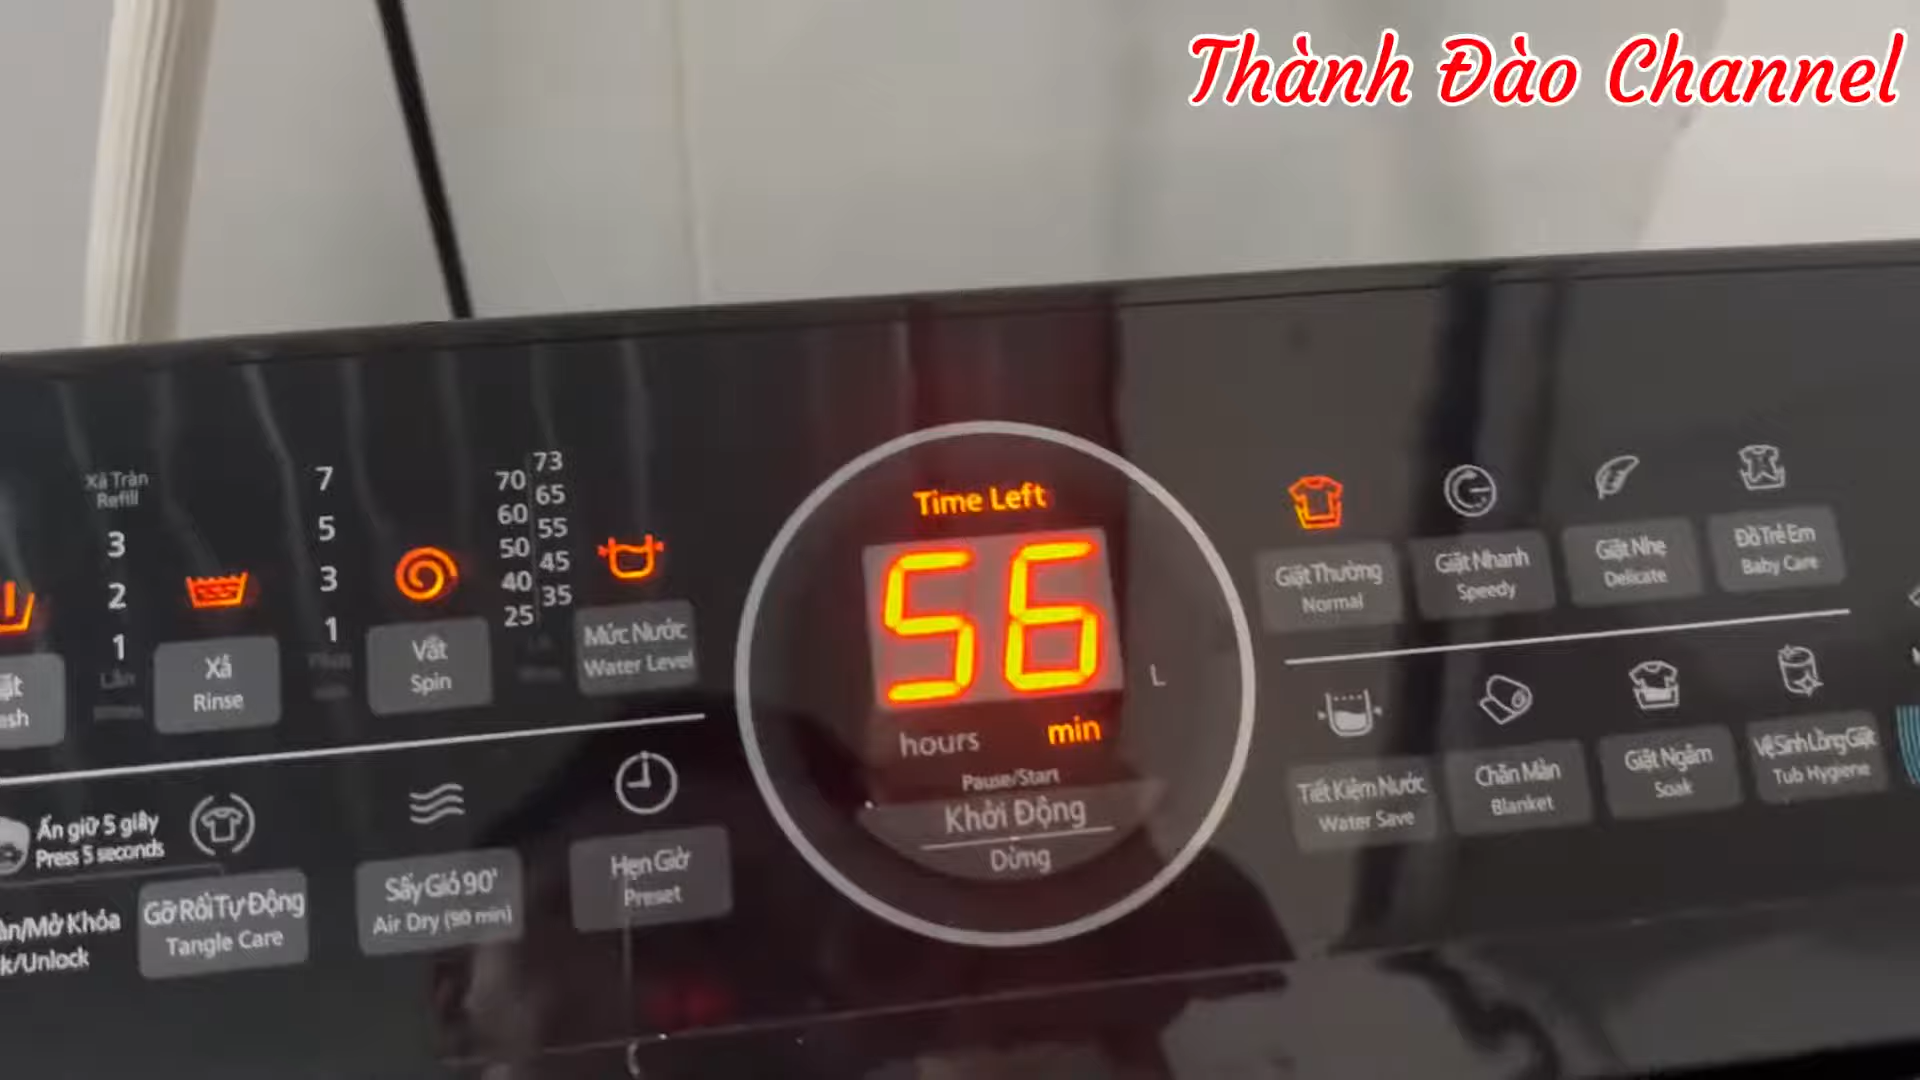 Thành Đào Channel
Xả Tràn
Refill
3
2
1
Lần
Xả
Rinse
7
5
3
1
Vắt
Spin
73
70
65
60
55
50
45
40
35
25
Mức Nước
Water Level
Time Left
56
hours
min
L
Pause/Start
Khởi Động
Dừng
Giặt Thường
Normal
Giặt Nhanh
Speedy
Giặt Nhẹ
Delicate
Đồ Trẻ Em
Baby Care
Tiết Kiệm Nước
Water Save
Chăn Màn
Blanket
Giặt Ngâm
Soak
Vệ Sinh Lồng Giặt
Tub Hygiene
Ấn giữ 5 giây
Press 5 seconds
/Mở Khóa
/Unlock
Gỡ Rối Tự Động
Tangle Care
Sấy Gió 90'
Air Dry (90 min)
Hẹn Giờ
Preset